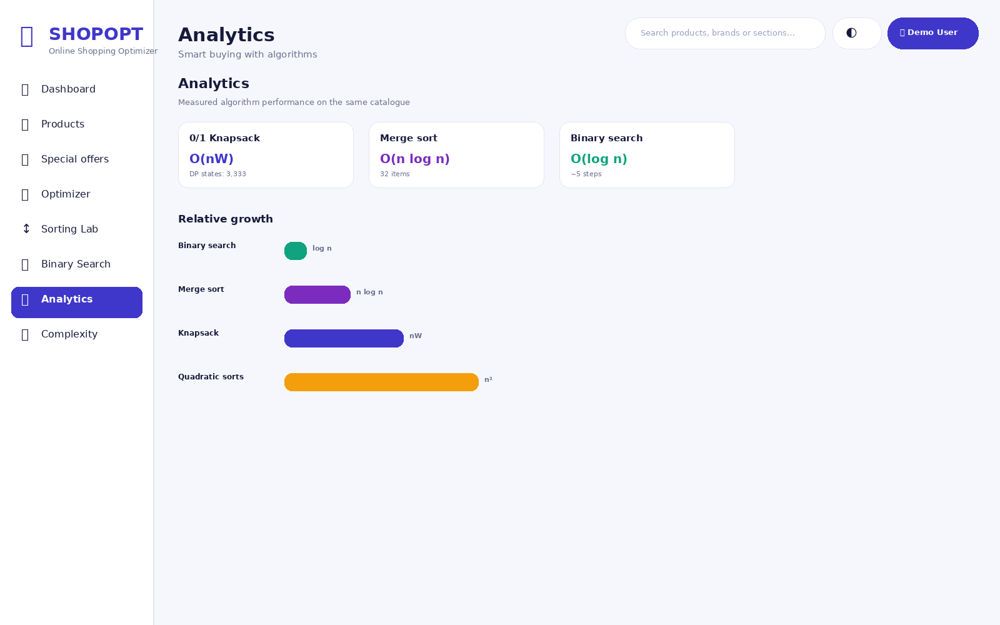 SHOPOPT
Online Shopping Optimizer
Dashboard
Products
Special offers
Optimizer
↕ Sorting Lab
Binary Search
Analytics
Complexity
Analytics
Smart buying with algorithms
Search products, brands or sections...
Demo User
Analytics
Measured algorithm performance on the same catalogue
0/1 Knapsack
O(nW)
DP states: 3,333
Merge sort
O(n log n)
32 items
Binary search
O(log n)
~5 steps
Relative growth
Binary search
log n
Merge sort
n log n
Knapsack
nW
Quadratic sorts
n²